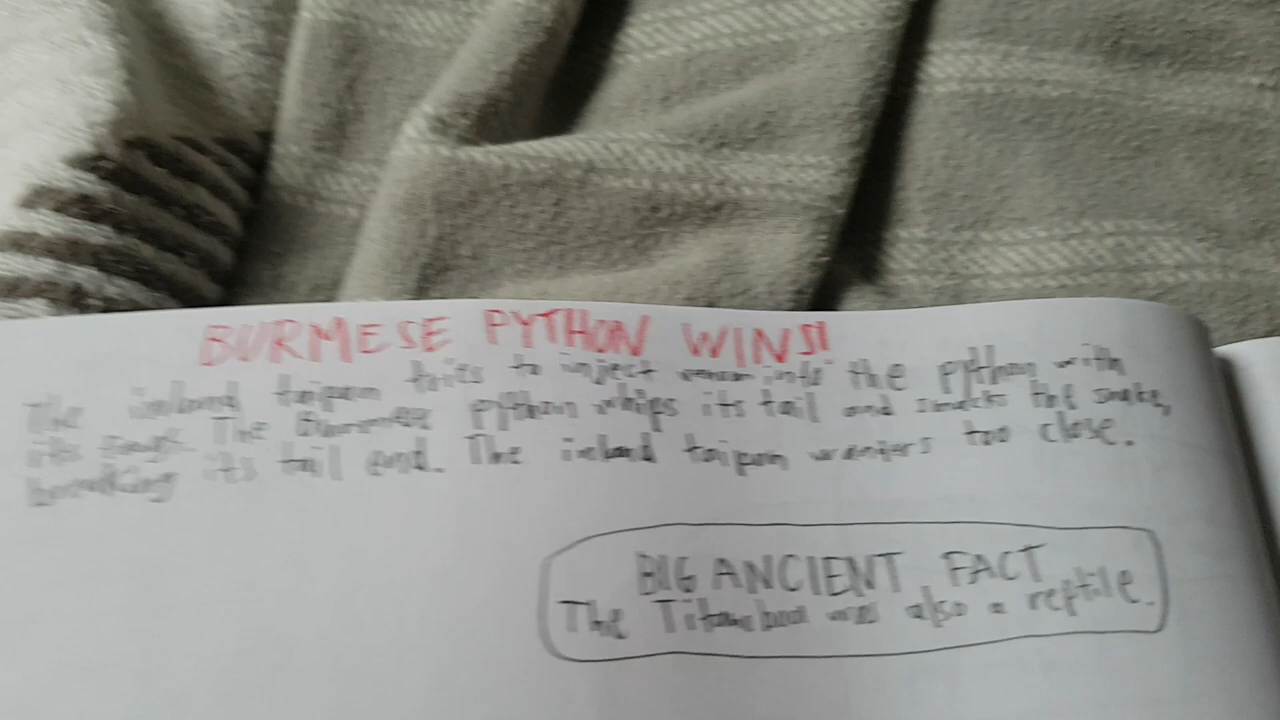 BURMESE PYTHON WINS!
The inland taipan tries to inject venom into the python with
its The Burmese python whips its tail and smacks the snake,
breaking its tail end. The inland taipan wanders too close.
BIG ANCIENT FACT
The Titanoboa was also a reptile.